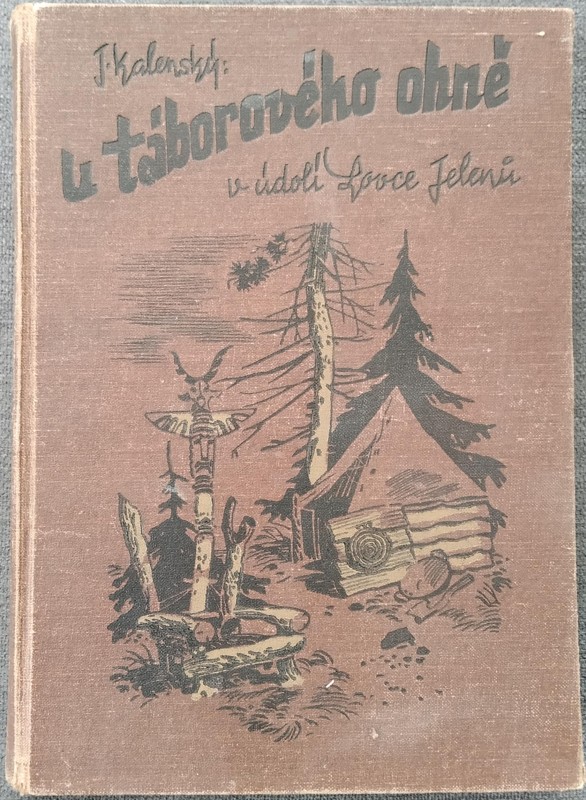 J. Kalenský:
u táborového ohně
v údolí Lovce Jelenů